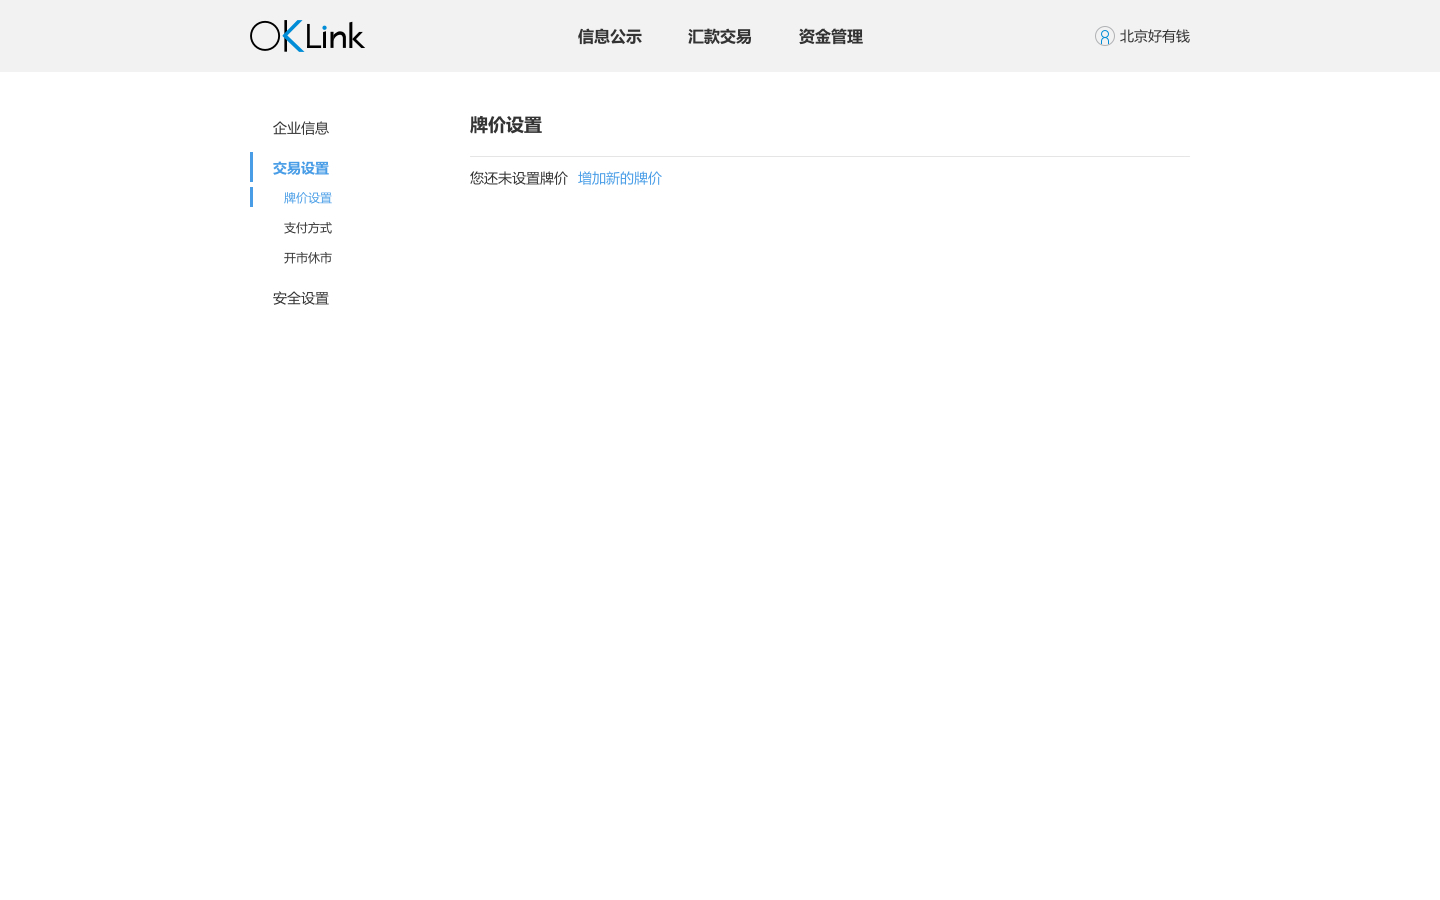 OKLink
信息公示 汇款交易 资金管理
北京好有钱
企业信息
交易设置
牌价设置
支付方式
开市休市
安全设置
牌价设置
您还未设置牌价 增加新的牌价